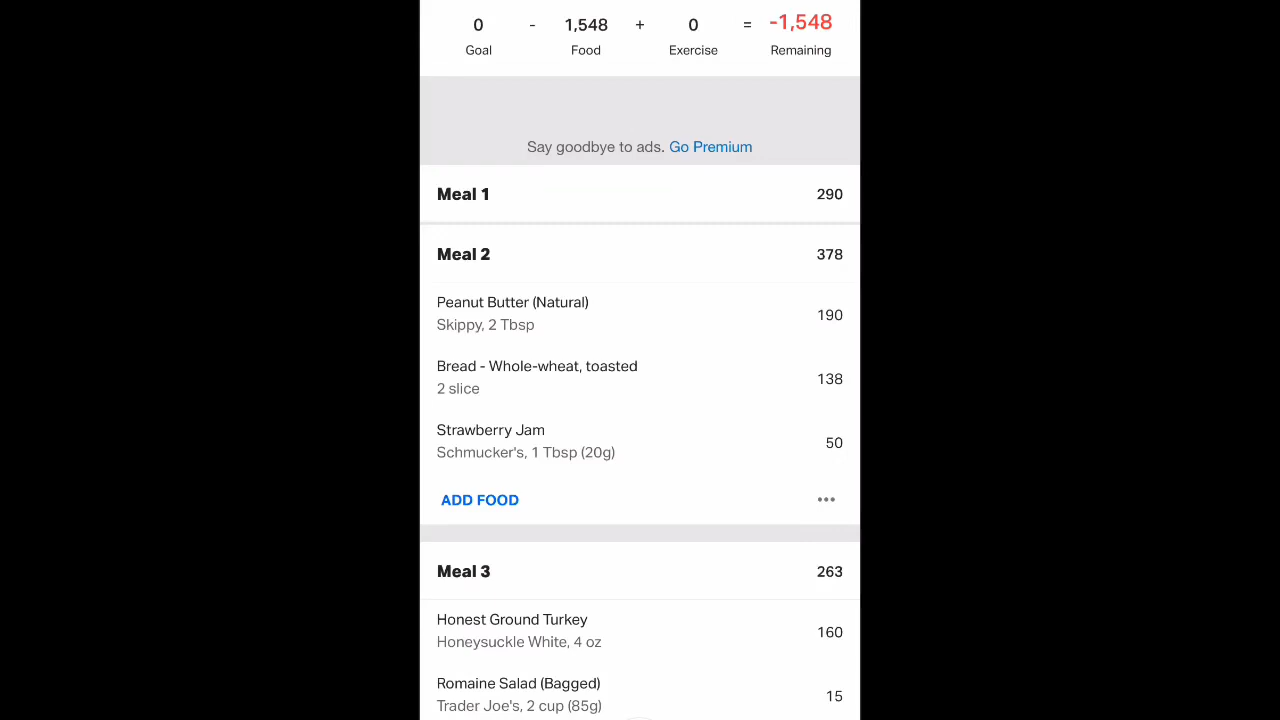 0 - 1,548 + 0 = -1,548
Goal Food Exercise Remaining
Say goodbye to ads. Go Premium
Meal 1 290
Meal 2 378
Peanut Butter (Natural)
Skippy, 2 Tbsp 190
Bread - Whole-wheat, toasted
2 slice 138
Strawberry Jam
Schmucker's, 1 Tbsp (20g) 50
ADD FOOD
Meal 3 263
Honest Ground Turkey
Honeysuckle White, 4 oz 160
Romaine Salad (Bagged)
Trader Joe's, 2 cup (85g) 15